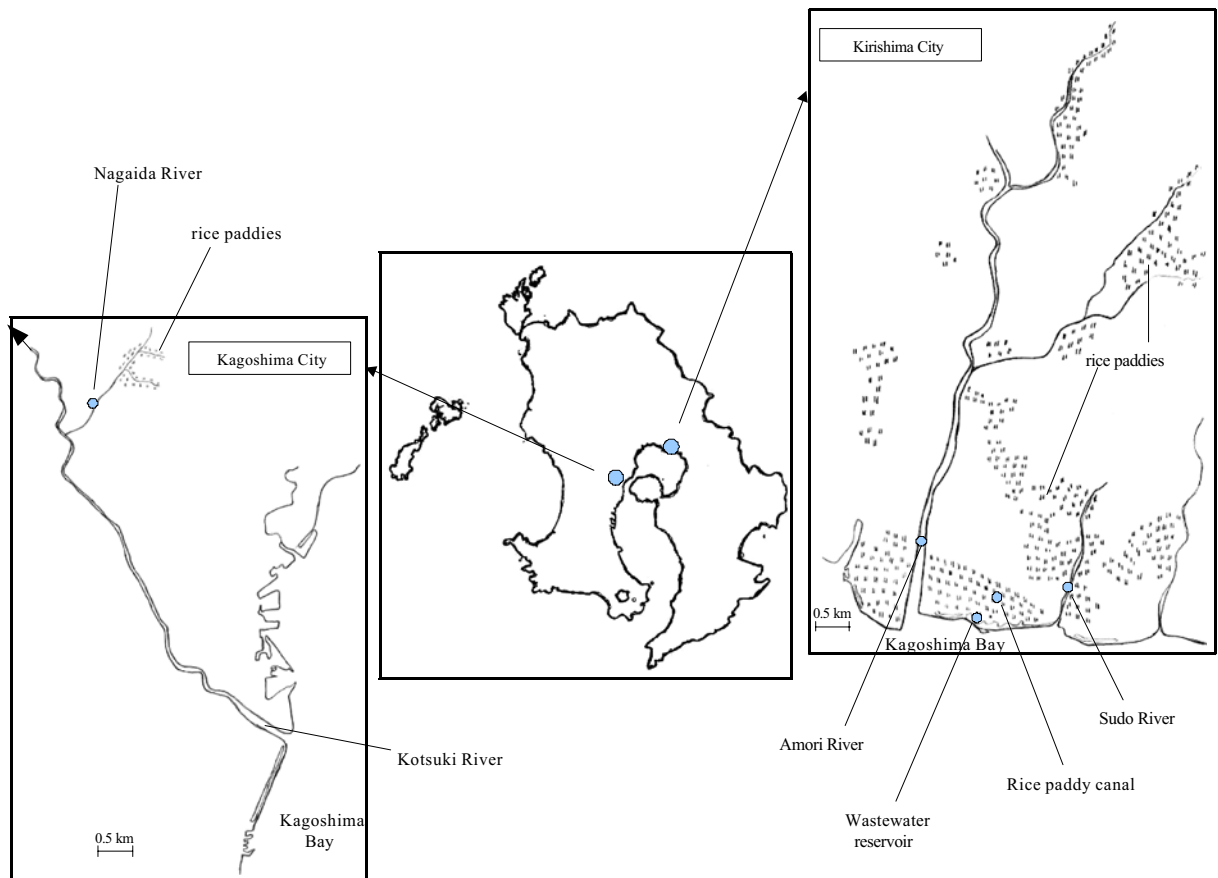 Kirishima City
Nagaida River
rice paddies
Kagoshima City
rice paddies
0.5 km
Kagoshima Bay
Sudo River
Amori River
Kotsuki River
Rice paddy canal
Kagoshima
Bay
0.5 km
Wastewater
reservoir